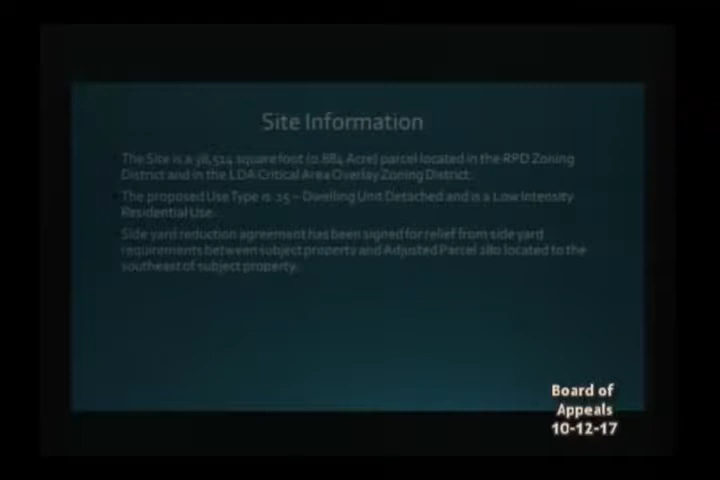 Site Information
The Site is a 38,514 square foot (0.884 Acre) parcel located in the RPD Zoning
District and in the LDA Critical Area Overlay Zoning District.
The proposed Use Type is: 15 – Dwelling Unit Detached and is a Low Intensity
Residential Use.
Side yard reduction agreement has been signed for relief from side yard
requirements between subject property and Adjusted Parcel 280 located to the
southeast of subject property.
Board of
Appeals
10-12-17